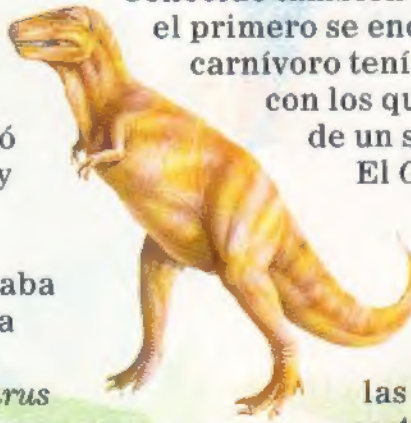 el primero se enc
carnívoro tení
con los qu
de un s
El
ó
y
aba
a
rus
las